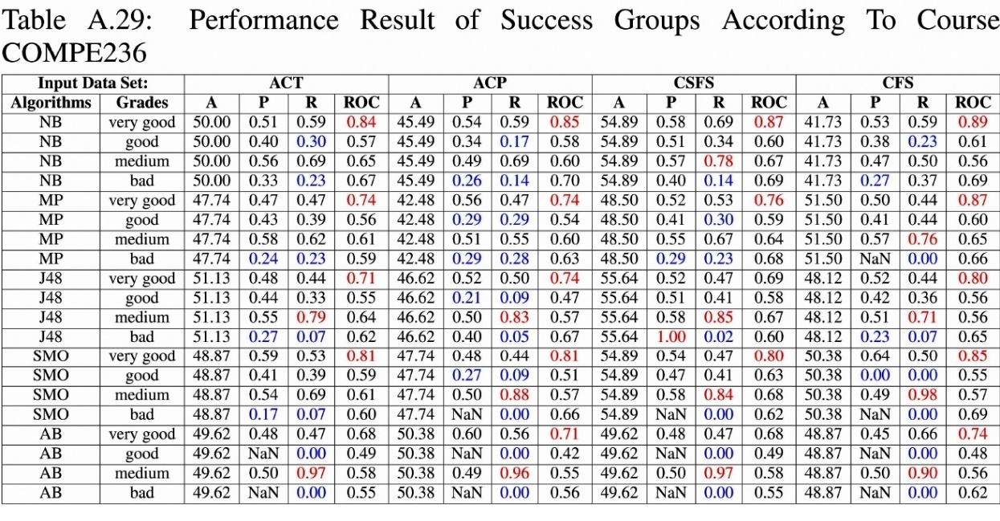 Table A.29: Performance Result of Success Groups According To Course
COMPE236
Input Data Set: ACT ACP CSFS CFS
Algorithms Grades A P R ROC A P R ROC A P R ROC A P R ROC
NB very good 50.00 0.51 0.59 0.84 45.49 0.54 0.59 0.85 54.89 0.58 0.69 0.87 41.73 0.53 0.59 0.89
NB good 50.00 0.40 0.30 0.57 45.49 0.34 0.17 0.58 54.89 0.51 0.34 0.60 41.73 0.38 0.23 0.61
NB medium 50.00 0.56 0.69 0.65 45.49 0.49 0.69 0.60 54.89 0.57 0.78 0.67 41.73 0.47 0.50 0.56
NB bad 50.00 0.33 0.23 0.67 45.49 0.26 0.14 0.70 54.89 0.40 0.14 0.69 41.73 0.27 0.37 0.69
MP very good 47.74 0.47 0.47 0.74 42.48 0.56 0.47 0.74 48.50 0.52 0.53 0.76 51.50 0.50 0.44 0.87
MP good 47.74 0.43 0.39 0.56 42.48 0.29 0.29 0.54 48.50 0.41 0.30 0.59 51.50 0.41 0.44 0.60
MP medium 47.74 0.58 0.62 0.61 42.48 0.51 0.55 0.60 48.50 0.55 0.67 0.64 51.50 0.57 0.76 0.65
MP bad 47.74 0.24 0.23 0.59 42.48 0.29 0.28 0.63 48.50 0.29 0.23 0.68 51.50 NaN 0.00 0.66
J48 very good 51.13 0.48 0.44 0.71 46.62 0.52 0.50 0.74 55.64 0.52 0.47 0.69 48.12 0.52 0.44 0.80
J48 good 51.13 0.44 0.33 0.55 46.62 0.21 0.09 0.47 55.64 0.51 0.41 0.58 48.12 0.42 0.36 0.56
J48 medium 51.13 0.55 0.79 0.64 46.62 0.50 0.83 0.57 55.64 0.58 0.85 0.67 48.12 0.51 0.71 0.56
J48 bad 51.13 0.27 0.07 0.62 46.62 0.40 0.05 0.67 55.64 1.00 0.02 0.60 48.12 0.23 0.07 0.65
SMO very good 48.87 0.59 0.53 0.81 47.74 0.48 0.44 0.81 54.89 0.54 0.47 0.80 50.38 0.64 0.50 0.85
SMO good 48.87 0.41 0.39 0.59 47.74 0.27 0.09 0.51 54.89 0.47 0.41 0.63 50.38 0.00 0.00 0.55
SMO medium 48.87 0.54 0.69 0.61 47.74 0.50 0.88 0.57 54.89 0.58 0.84 0.68 50.38 0.49 0.98 0.57
SMO bad 48.87 0.17 0.07 0.60 47.74 NaN 0.00 0.66 54.89 NaN 0.00 0.62 50.38 NaN 0.00 0.69
AB very good 49.62 0.48 0.47 0.68 50.38 0.60 0.56 0.71 49.62 0.48 0.47 0.68 48.87 0.45 0.66 0.74
AB good 49.62 NaN 0.00 0.49 50.38 NaN 0.00 0.42 49.62 NaN 0.00 0.49 48.87 NaN 0.00 0.48
AB medium 49.62 0.50 0.97 0.58 50.38 0.49 0.96 0.55 49.62 0.50 0.97 0.58 48.87 0.50 0.90 0.56
AB bad 49.62 NaN 0.00 0.55 50.38 NaN 0.00 0.56 49.62 NaN 0.00 0.55 48.87 NaN 0.00 0.62